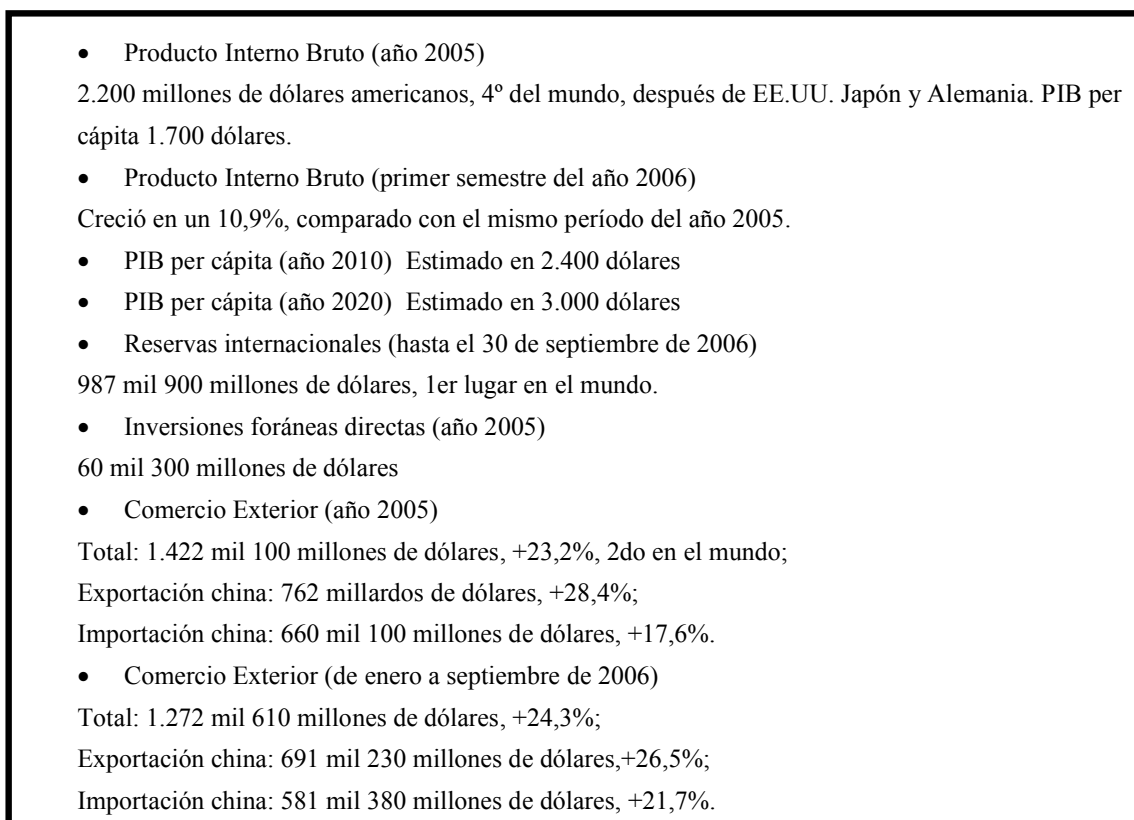 • Producto Interno Bruto (año 2005)
2.200 millones de dólares americanos, 4º del mundo, después de EE.UU. Japón y Alemania. PIB per
cápita 1.700 dólares.
• Producto Interno Bruto (primer semestre del año 2006)
Creció en un 10,9%, comparado con el mismo período del año 2005.
• PIB per cápita (año 2010) Estimado en 2.400 dólares
• PIB per cápita (año 2020) Estimado en 3.000 dólares
• Reservas internacionales (hasta el 30 de septiembre de 2006)
987 mil 900 millones de dólares, 1er lugar en el mundo.
• Inversiones foráneas directas (año 2005)
60 mil 300 millones de dólares
• Comercio Exterior (año 2005)
Total: 1.422 mil 100 millones de dólares, +23,2%, 2do en el mundo;
Exportación china: 762 millardos de dólares, +28,4%;
Importación china: 660 mil 100 millones de dólares, +17,6%.
• Comercio Exterior (de enero a septiembre de 2006)
Total: 1.272 mil 610 millones de dólares, +24,3%;
Exportación china: 691 mil 230 millones de dólares,+26,5%;
Importación china: 581 mil 380 millones de dólares, +21,7%.